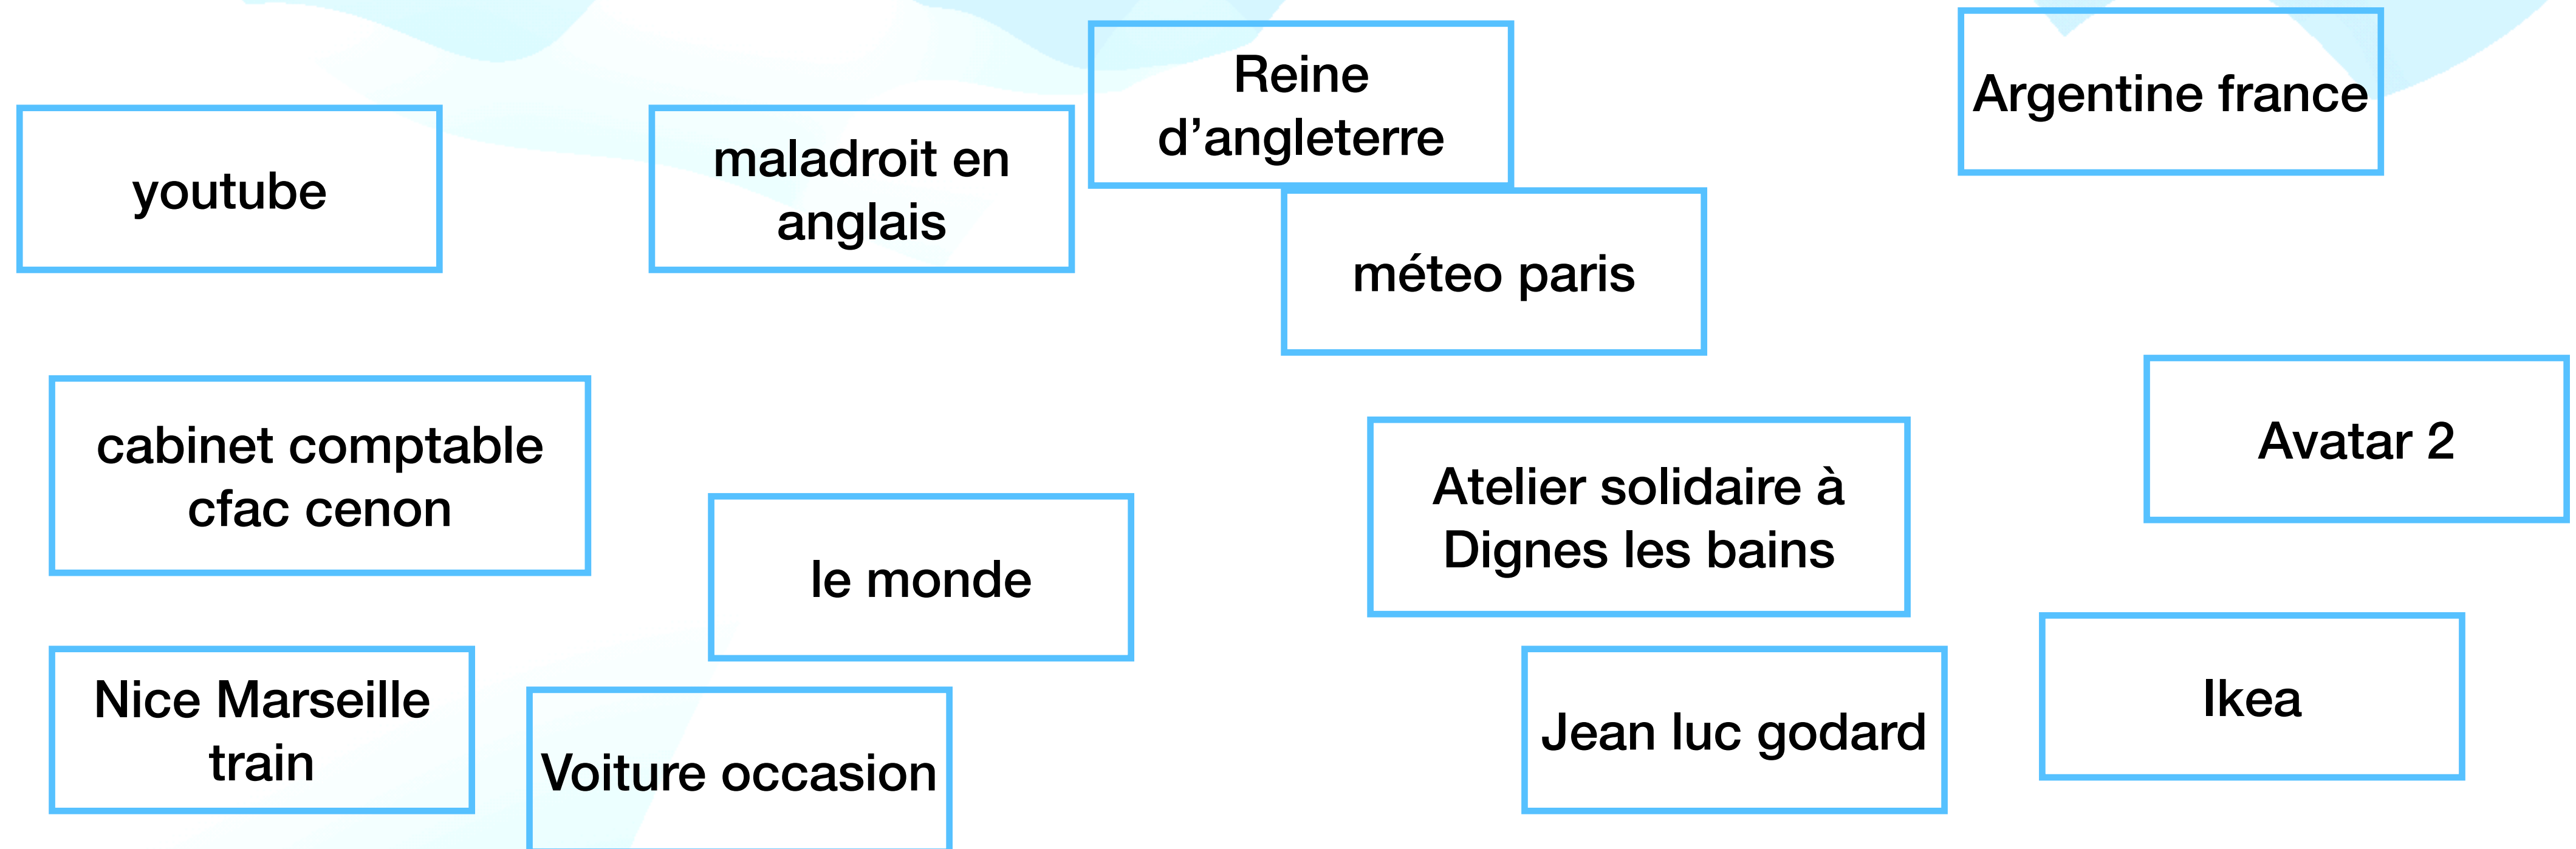 Reine
d’angleterre
Argentine france
youtube
maladroit en
anglais
méteo paris
cabinet comptable
cfac cenon
Avatar 2
Atelier solidaire à
Dignes les bains
le monde
Nice Marseille
train
Voiture occasion
Jean luc godard
Ikea